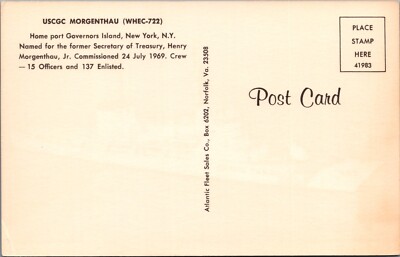 USCGC MORGENTHAU (WHEC-722)
Home port Governors Island, New York, N.Y.
Named for the former Secretary of Treasury, Henry
Morgenthau, Jr. Commissioned 24 July 1969. Crew
— 15 Officers and 137 Enlisted.
Atlantic Fleet Sales Co., Box 6202, Norfolk, Va. 23508
PLACE
STAMP
HERE
41983
Post Card